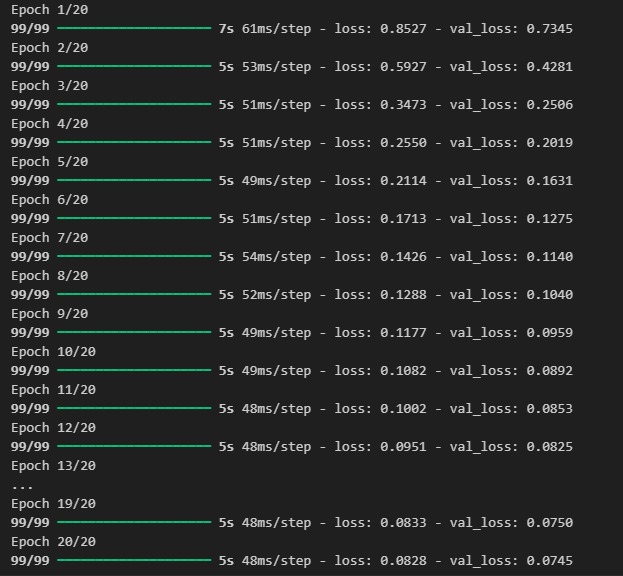 Epoch 1/20
99/99 ━━━━━━━━━━━━━━━━━━━━ 7s 61ms/step - loss: 0.8527 - val_loss: 0.7345
Epoch 2/20
99/99 ━━━━━━━━━━━━━━━━━━━━ 5s 53ms/step - loss: 0.5927 - val_loss: 0.4281
Epoch 3/20
99/99 ━━━━━━━━━━━━━━━━━━━━ 5s 51ms/step - loss: 0.3473 - val_loss: 0.2506
Epoch 4/20
99/99 ━━━━━━━━━━━━━━━━━━━━ 5s 51ms/step - loss: 0.2550 - val_loss: 0.2019
Epoch 5/20
99/99 ━━━━━━━━━━━━━━━━━━━━ 5s 49ms/step - loss: 0.2114 - val_loss: 0.1631
Epoch 6/20
99/99 ━━━━━━━━━━━━━━━━━━━━ 5s 51ms/step - loss: 0.1713 - val_loss: 0.1275
Epoch 7/20
99/99 ━━━━━━━━━━━━━━━━━━━━ 5s 54ms/step - loss: 0.1426 - val_loss: 0.1140
Epoch 8/20
99/99 ━━━━━━━━━━━━━━━━━━━━ 5s 52ms/step - loss: 0.1288 - val_loss: 0.1040
Epoch 9/20
99/99 ━━━━━━━━━━━━━━━━━━━━ 5s 49ms/step - loss: 0.1177 - val_loss: 0.0959
Epoch 10/20
99/99 ━━━━━━━━━━━━━━━━━━━━ 5s 49ms/step - loss: 0.1082 - val_loss: 0.0892
Epoch 11/20
99/99 ━━━━━━━━━━━━━━━━━━━━ 5s 48ms/step - loss: 0.1002 - val_loss: 0.0853
Epoch 12/20
99/99 ━━━━━━━━━━━━━━━━━━━━ 5s 48ms/step - loss: 0.0951 - val_loss: 0.0825
Epoch 13/20
...
Epoch 19/20
99/99 ━━━━━━━━━━━━━━━━━━━━ 5s 48ms/step - loss: 0.0833 - val_loss: 0.0750
Epoch 20/20
99/99 ━━━━━━━━━━━━━━━━━━━━ 5s 48ms/step - loss: 0.0828 - val_loss: 0.0745